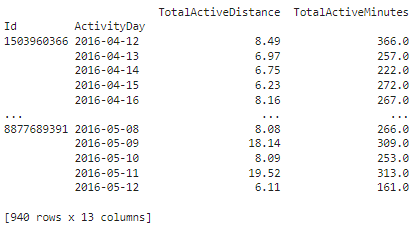 TotalActiveDistance TotalActiveMinutes
Id ActivityDay
1503960366 2016-04-12 8.49 366.0
2016-04-13 6.97 257.0
2016-04-14 6.75 222.0
2016-04-15 6.23 272.0
2016-04-16 8.16 267.0
... ... ...
8877689391 2016-05-08 8.08 266.0
2016-05-09 18.14 309.0
2016-05-10 8.09 253.0
2016-05-11 19.52 313.0
2016-05-12 6.11 161.0
[940 rows x 13 columns]